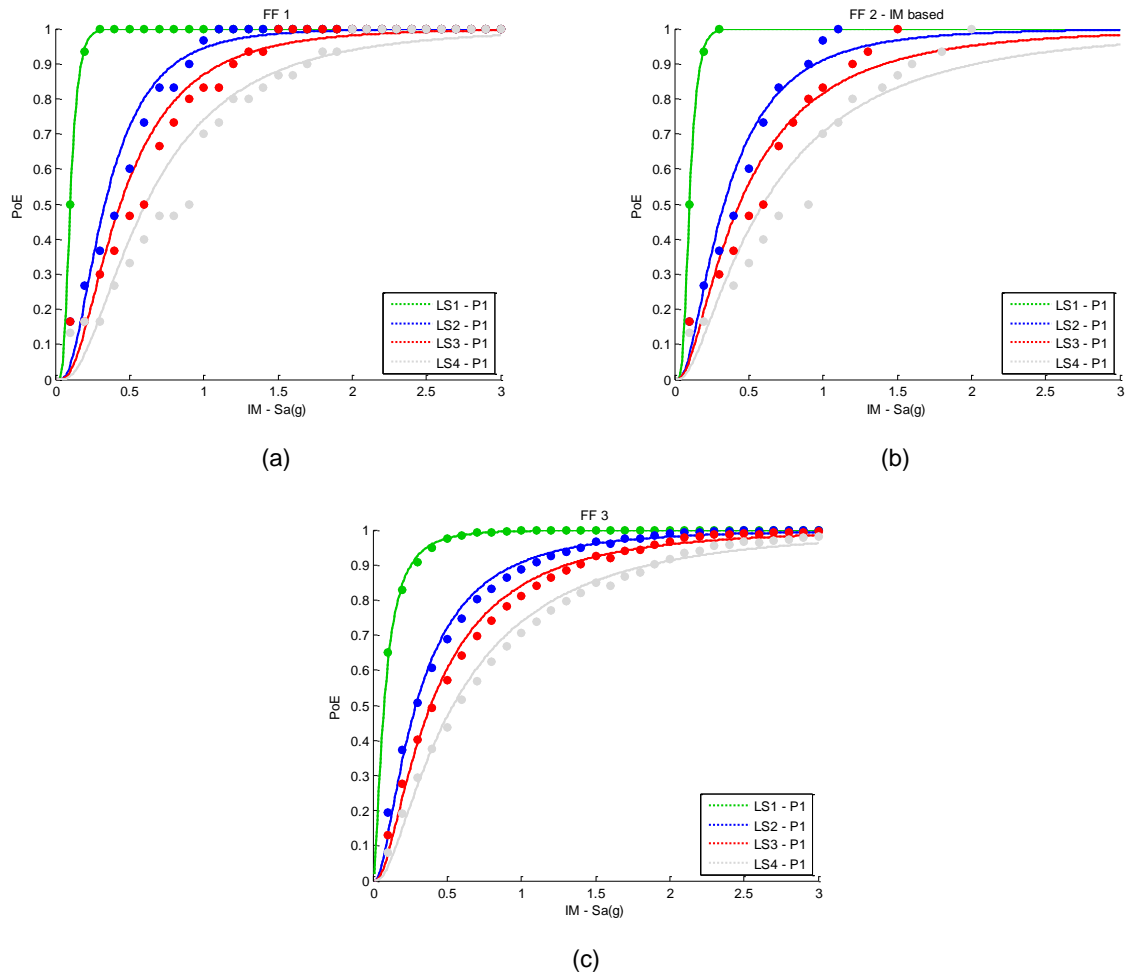 FF 1
1
0.9
0.8
0.7
0.6
0.5
0.4
0.3
0.2
0.1
0
PoE
0 0.5 1 1.5 2 2.5 3
IM - Sa(g)
LS1 - P1
LS2 - P1
LS3 - P1
LS4 - P1
(a)
FF 2 - IM based
1
0.9
0.8
0.7
0.6
0.5
0.4
0.3
0.2
0.1
0
PoE
0 0.5 1 1.5 2 2.5 3
IM - Sa(g)
LS1 - P1
LS2 - P1
LS3 - P1
LS4 - P1
(b)
FF 3
1
0.9
0.8
0.7
0.6
0.5
0.4
0.3
0.2
0.1
0
PoE
0 0.5 1 1.5 2 2.5 3
IM - Sa(g)
LS1 - P1
LS2 - P1
LS3 - P1
LS4 - P1
(c)